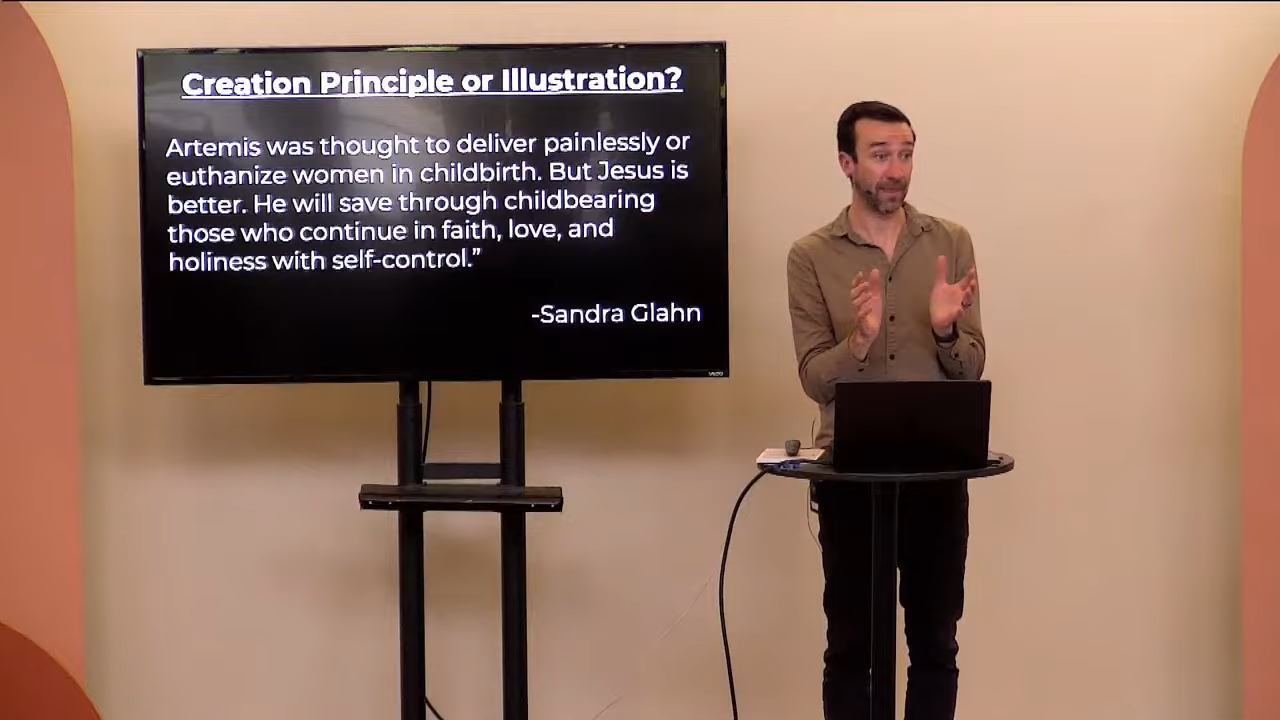 Creation Principle or Illustration?
Artemis was thought to deliver painlessly or
euthanize women in childbirth. But Jesus is
better. He will save through childbearing
those who continue in faith, love, and
holiness with self-control.”
-Sandra Glahn